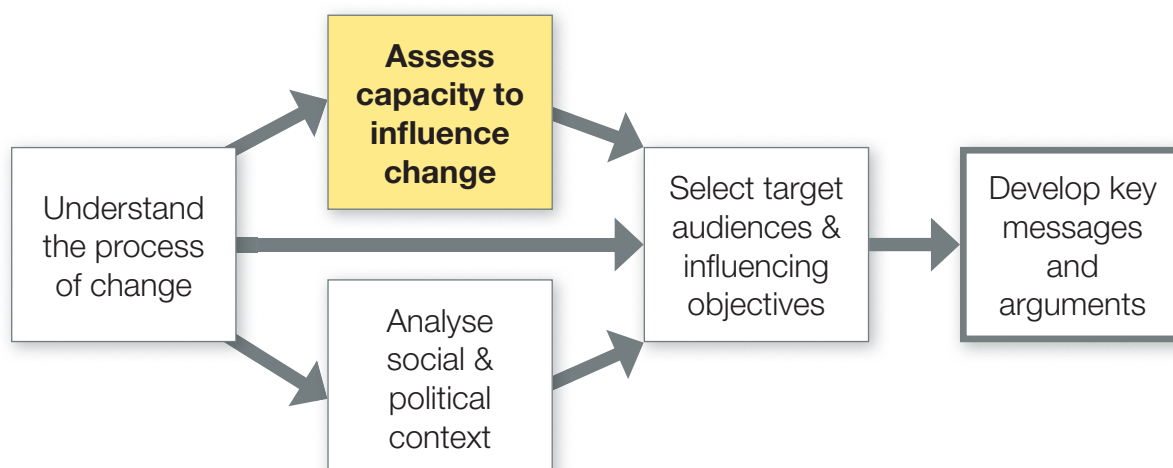 Assess
capacity to
influence
change
Understand
the process
of change
Analyse
social &
political
context
Select target
audiences &
influencing
objectives
Develop key
messages
and
arguments